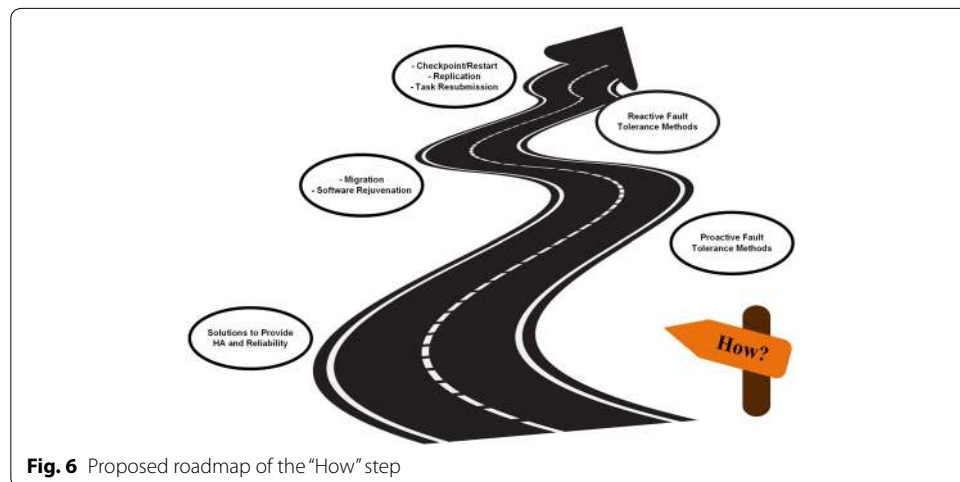 - Checkpoint/Restart
- Replication
- Task Resubmission
Reactive Fault
Tolerance Methods
- Migration
- Software Rejuvenation
Proactive Fault
Tolerance Methods
Solutions to Provide
HA and Reliability
How?
Fig. 6 Proposed roadmap of the “How” step